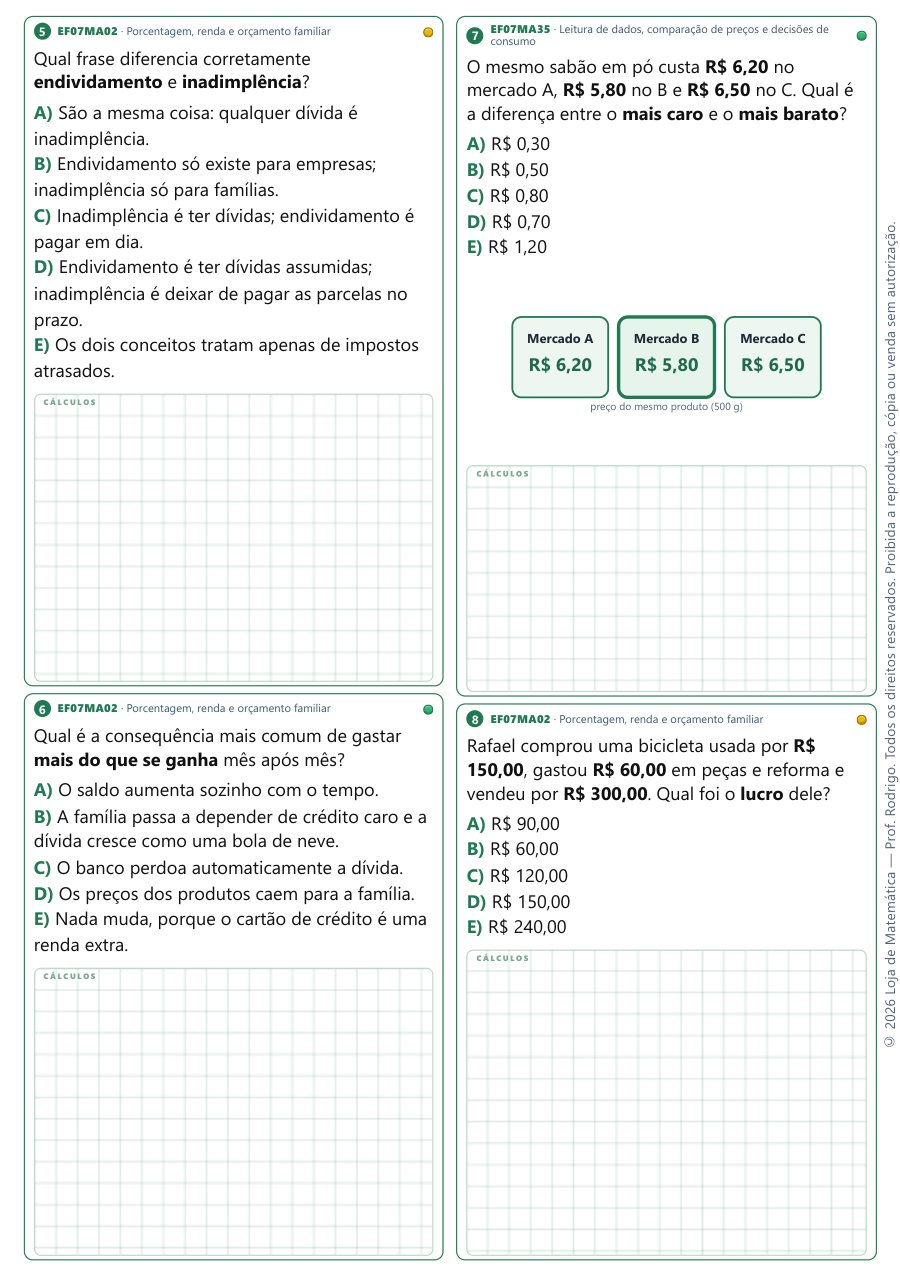 5 EF07MA02 · Porcentagem, renda e orçamento familiar
Qual frase diferencia corretamente
endividamento e inadimplência?
A) São a mesma coisa: qualquer dívida é
inadimplência.
B) Endividamento só existe para empresas;
inadimplência só para famílias.
C) Inadimplência é ter dívidas; endividamento é
pagar em dia.
D) Endividamento é ter dívidas assumidas;
inadimplência é deixar de pagar as parcelas no
prazo.
E) Os dois conceitos tratam apenas de impostos
atrasados.
CÁLCULOS
6 EF07MA02 · Porcentagem, renda e orçamento familiar
Qual é a consequência mais comum de gastar
mais do que se ganha mês após mês?
A) O saldo aumenta sozinho com o tempo.
B) A família passa a depender de crédito caro e a
dívida cresce como uma bola de neve.
C) O banco perdoa automaticamente a dívida.
D) Os preços dos produtos caem para a família.
E) Nada muda, porque o cartão de crédito é uma
renda extra.
CÁLCULOS
7 EF07MA35 · Leitura de dados, comparação de preços e decisões de
consumo
O mesmo sabão em pó custa R$ 6,20 no
mercado A, R$ 5,80 no B e R$ 6,50 no C. Qual é
a diferença entre o mais caro e o mais barato?
A) R$ 0,30
B) R$ 0,50
C) R$ 0,80
D) R$ 0,70
E) R$ 1,20
Mercado A Mercado B Mercado C
R$ 6,20 R$ 5,80 R$ 6,50
preço do mesmo produto (500 g)
CÁLCULOS
8 EF07MA02 · Porcentagem, renda e orçamento familiar
Rafael comprou uma bicicleta usada por R$
150,00, gastou R$ 60,00 em peças e reforma e
vendeu por R$ 300,00. Qual foi o lucro dele?
A) R$ 90,00
B) R$ 60,00
C) R$ 120,00
D) R$ 150,00
E) R$ 240,00
CÁLCULOS
© 2026 Loja de Matemática — Prof. Rodrigo. Todos os direitos reservados. Proibida a reprodução, cópia ou venda sem autorização.